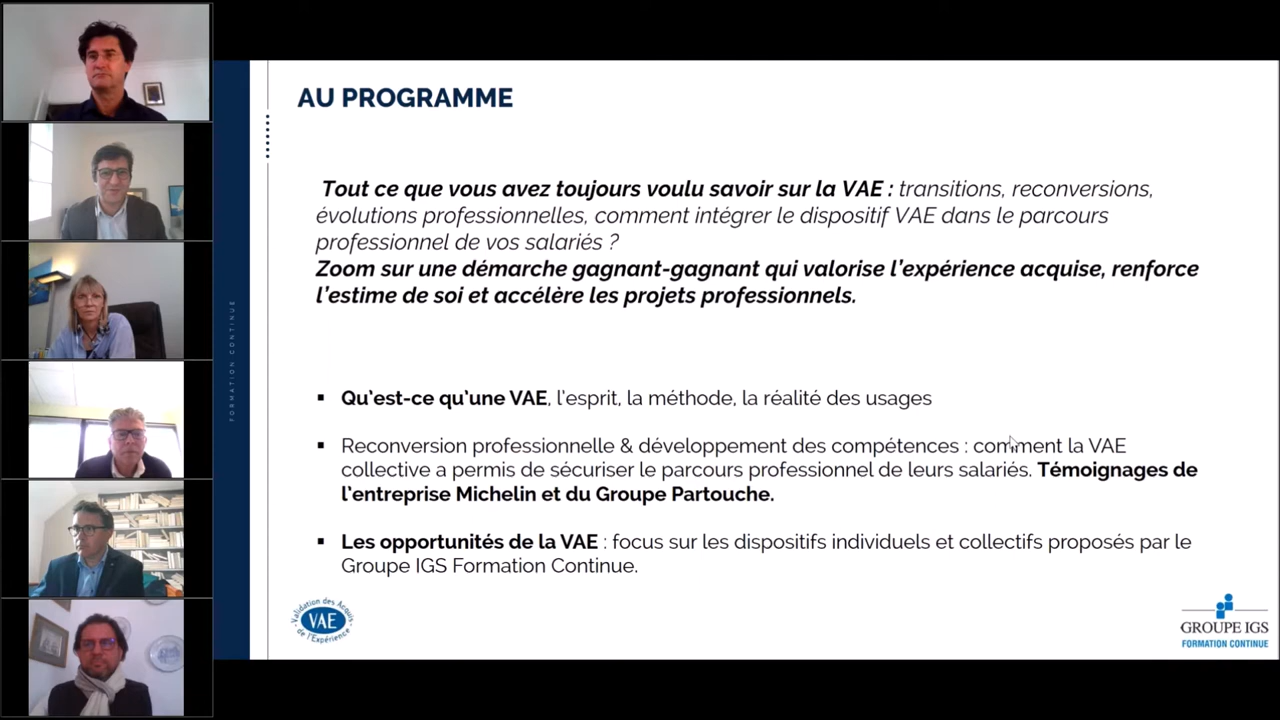 AU PROGRAMME
Tout ce que vous avez toujours voulu savoir sur la VAE : transitions, reconversions,
évolutions professionnelles, comment intégrer le dispositif VAE dans le parcours
professionnel de vos salariés ?
Zoom sur une démarche gagnant-gagnant qui valorise l’expérience acquise, renforce
l’estime de soi et accélère les projets professionnels.
▪ Qu’est-ce qu’une VAE, l’esprit, la méthode, la réalité des usages
▪ Reconversion professionnelle & développement des compétences : comment la VAE
collective a permis de sécuriser le parcours professionnel de leurs salariés. Témoignages de
l’entreprise Michelin et du Groupe Partouche.
▪ Les opportunités de la VAE : focus sur les dispositifs individuels et collectifs proposés par le
Groupe IGS Formation Continue.
FORMATION CONTINUE
Validation des Acquis
VAE
de l’Expérience
GROUPE IGS
FORMATION CONTINUE